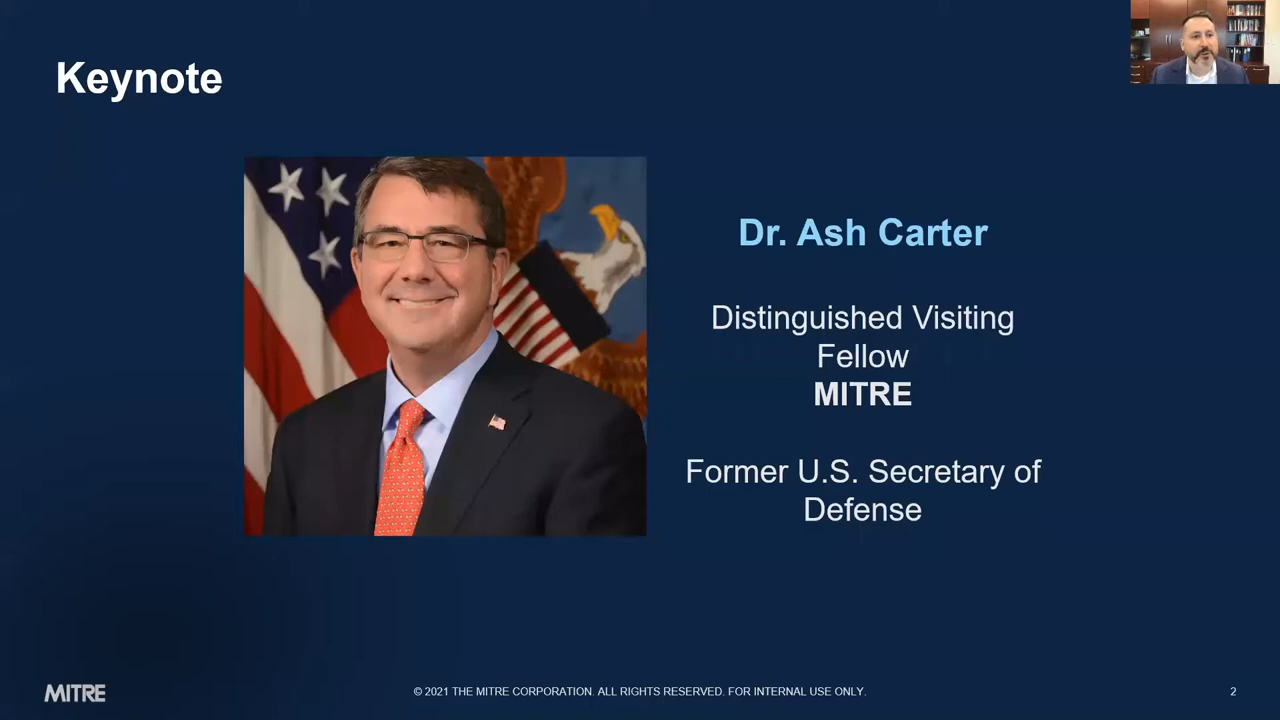 Keynote
Dr. Ash Carter
Distinguished Visiting
Fellow
MITRE
Former U.S. Secretary of
Defense
MITRE
© 2021 THE MITRE CORPORATION. ALL RIGHTS RESERVED. FOR INTERNAL USE ONLY.
2